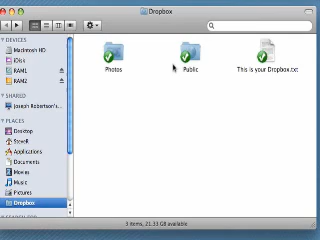 Dropbox
DEVICES
Macintosh HD
iDisk
RAM1
RAM2
SHARED
Joseph Robertson's...
PLACES
Desktop
SteveR
Applications
Documents
Movies
Music
Pictures
Dropbox
Photos
Public
This is your Dropbox.txt
3 items, 21.33 GB available